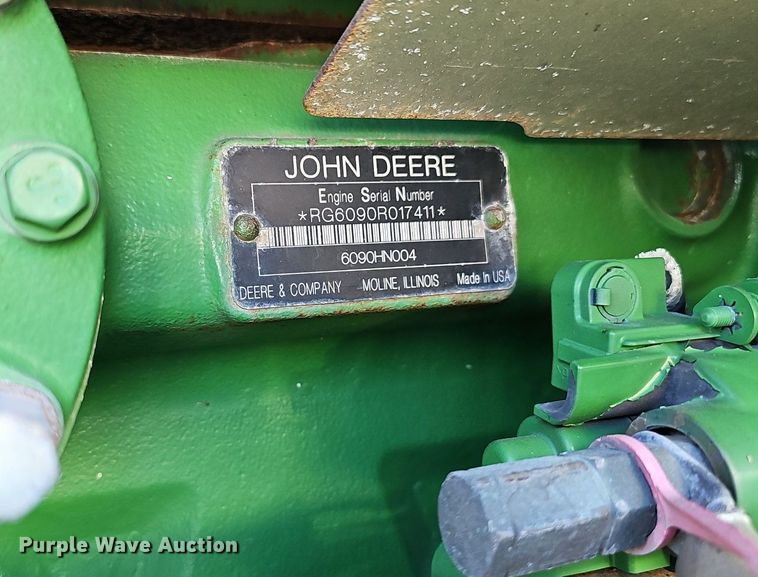 JOHN DEERE
Engine Serial Number
*RG6090R017411*
6090HN004
DEERE & COMPANY MOLINE, ILLINOIS Made In USA
Purple Wave Auction